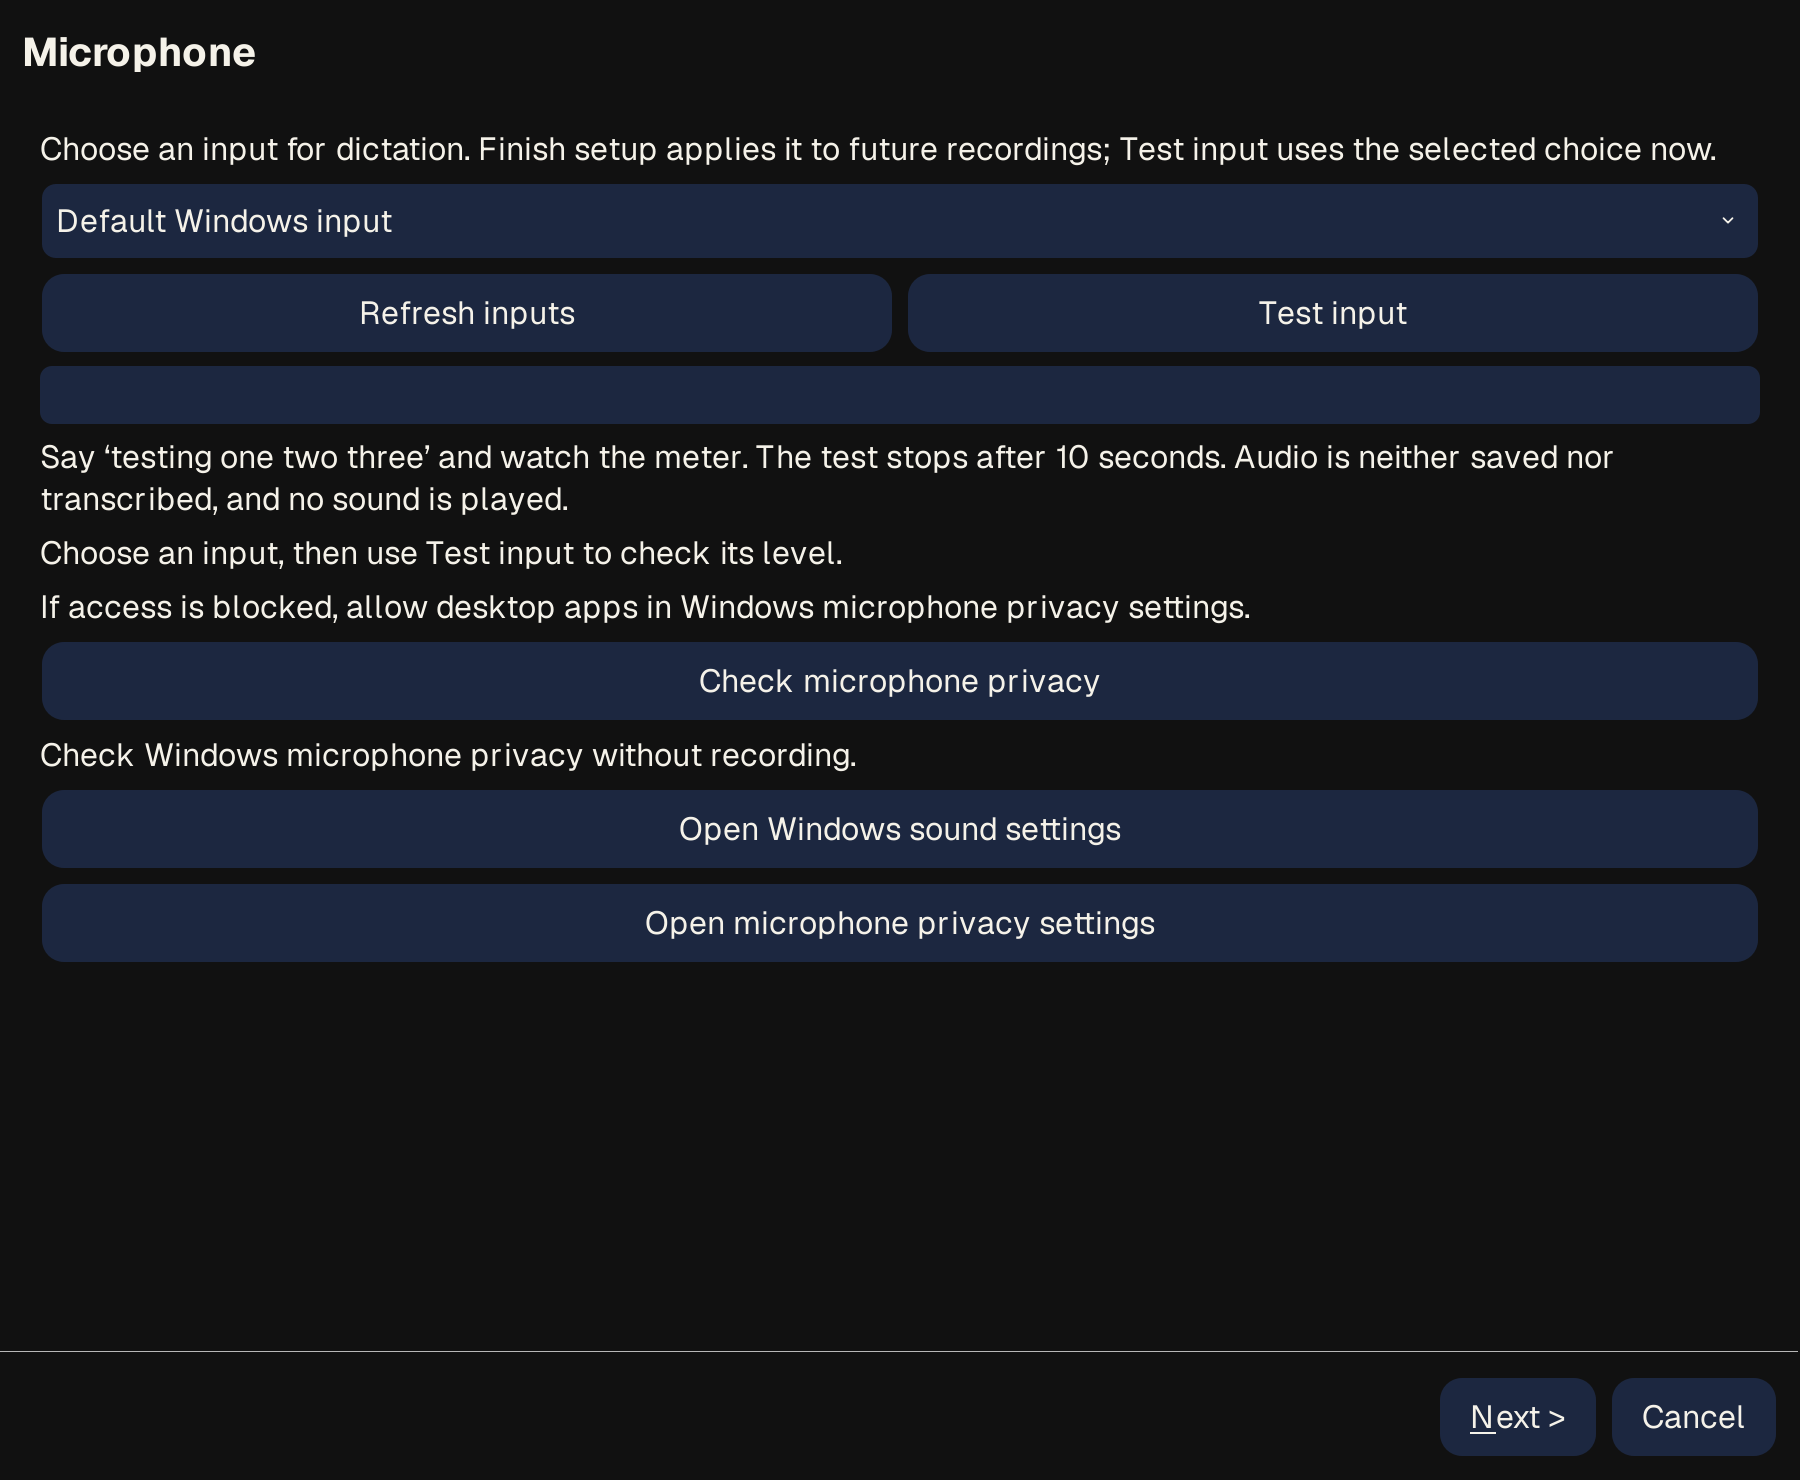 Microphone
Choose an input for dictation. Finish setup applies it to future recordings; Test input uses the selected choice now.
Default Windows input
Refresh inputs
Test input
Say ‘testing one two three’ and watch the meter. The test stops after 10 seconds. Audio is neither saved nor
transcribed, and no sound is played.
Choose an input, then use Test input to check its level.
If access is blocked, allow desktop apps in Windows microphone privacy settings.
Check microphone privacy
Check Windows microphone privacy without recording.
Open Windows sound settings
Open microphone privacy settings
Next >
Cancel